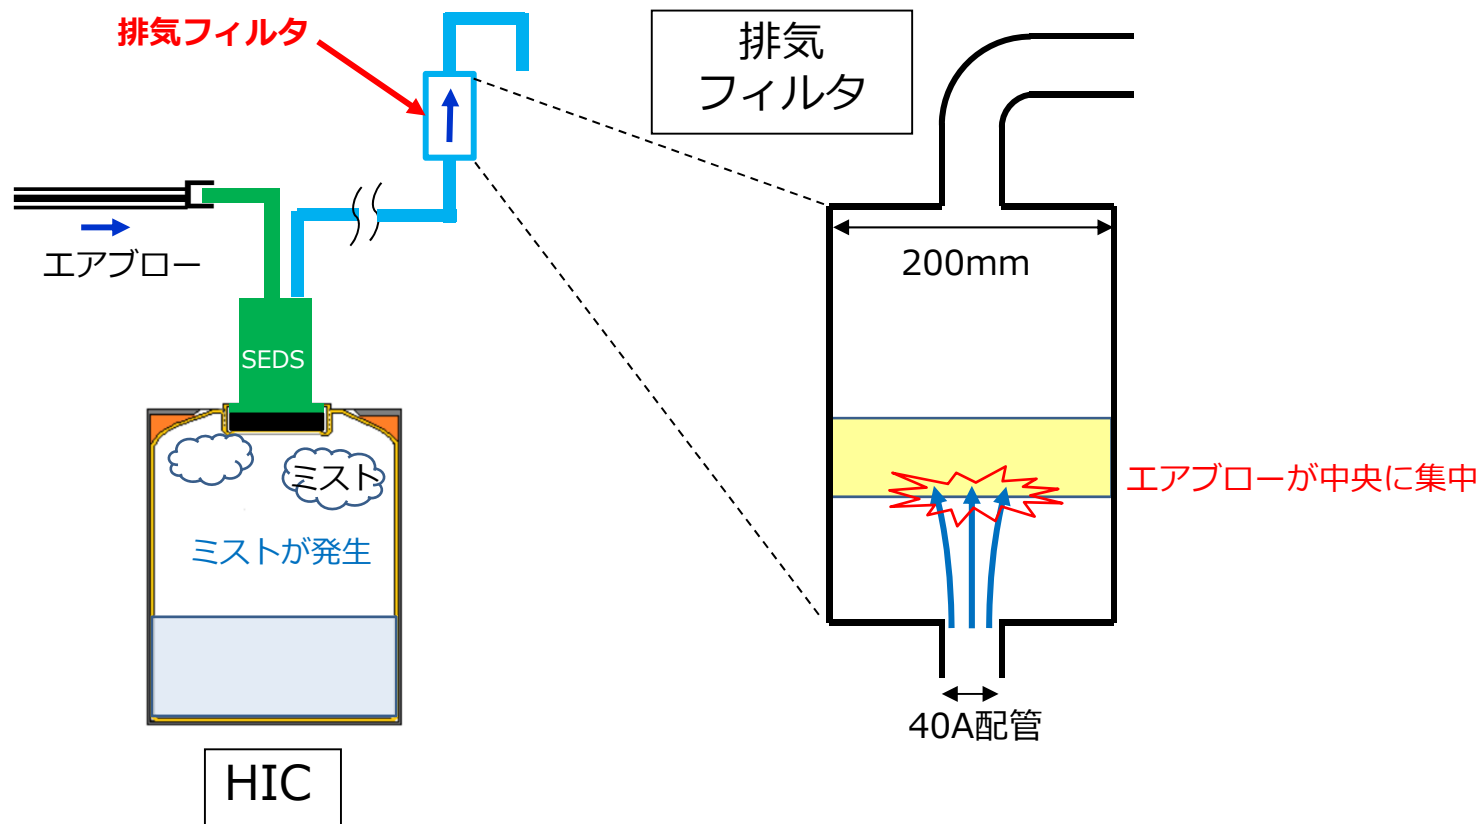 排気フィルタ
排気
フィルタ
エアブロー
200mm
SEDS
ミスト
エアブローが中央に集中
ミストが発生
40A配管
HIC